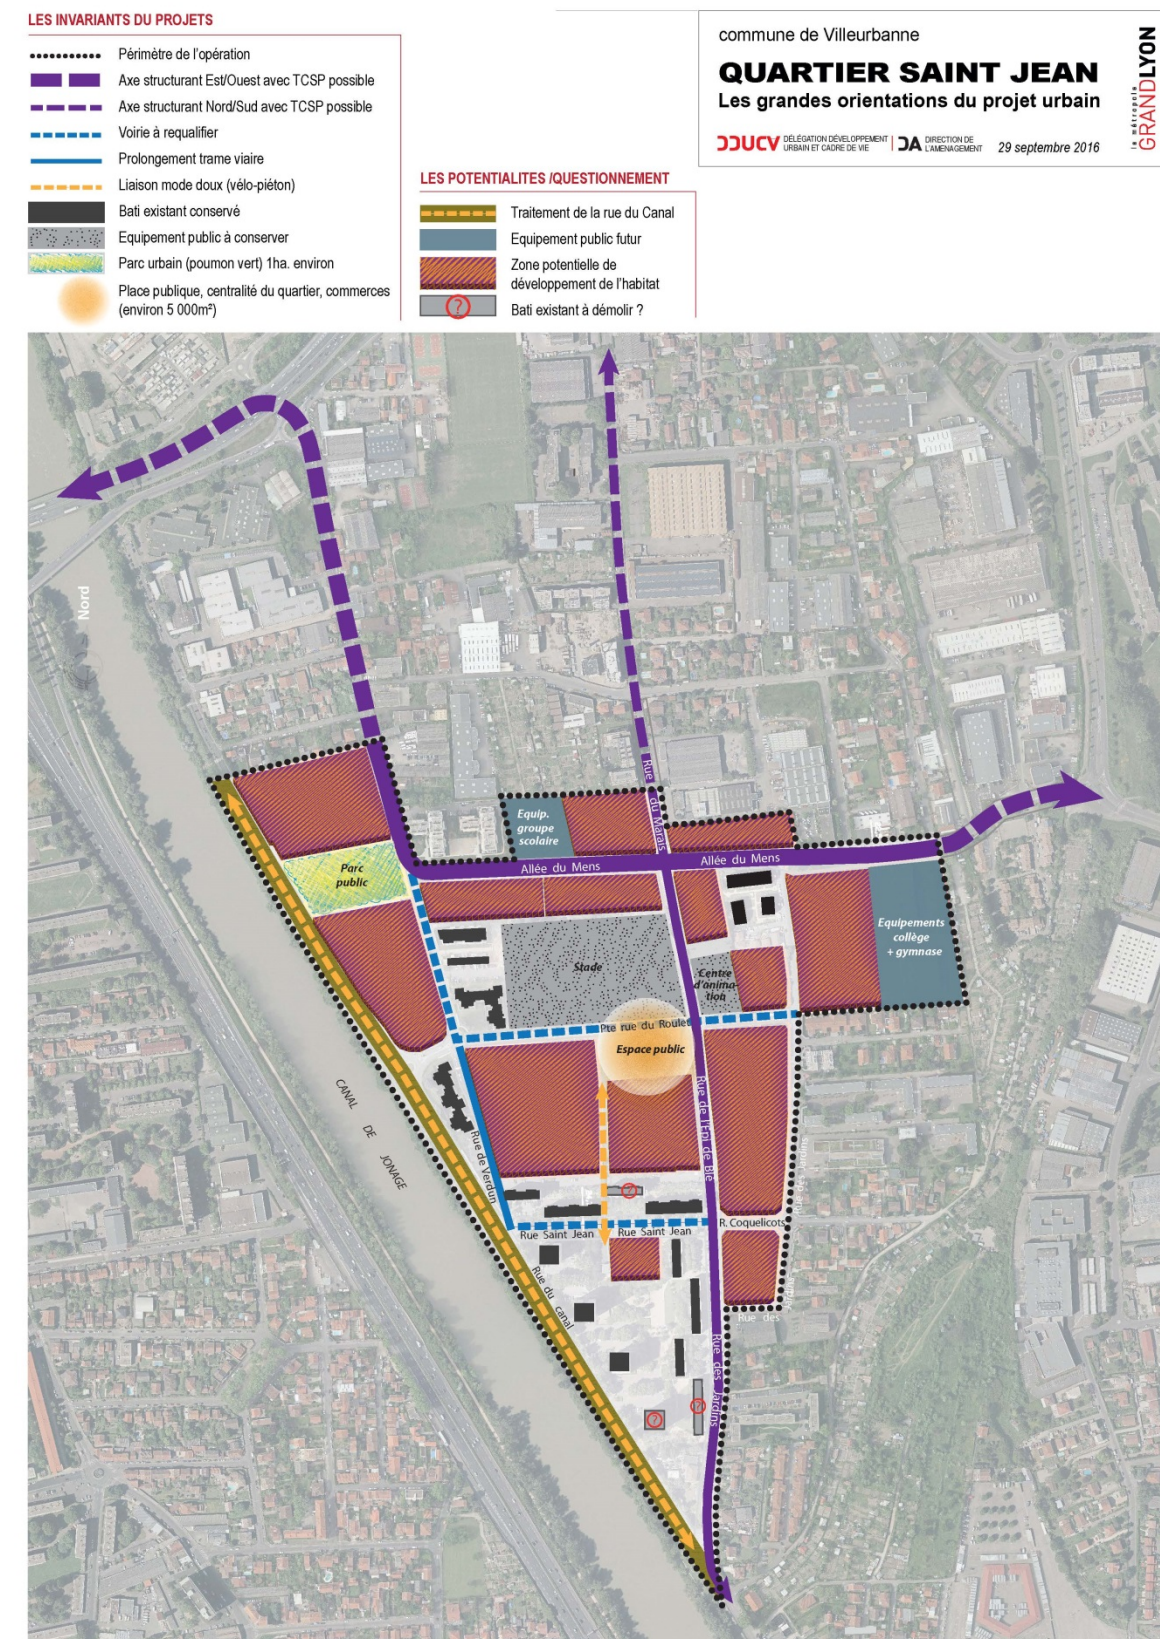 LES INVARIANTS DU PROJETS
Périmètre de l'opération
Axe structurant Est/Ouest avec TCSP possible
Axe structurant Nord/Sud avec TCSP possible
Voirie à requalifier
Prolongement trame viaire
Liaison mode doux (vélo-piéton)
Bati existant conservé
Equipement public à conserver
Parc urbain (poumon vert) 1ha. environ
Place publique, centralité du quartier, commerces
(environ 5 000m²)
LES POTENTIALITES /QUESTIONNEMENT
Traitement de la rue du Canal
Equipement public futur
Zone potentielle de
développement de l'habitat
?
Bati existant à démolir ?
commune de Villeurbanne
QUARTIER SAINT JEAN
Les grandes orientations du projet urbain
DDUCV DÉLÉGATION DÉVELOPPEMENT
URBAIN ET CADRE DE VIE
DA DIRECTION DE
L'AMENAGEMENT
29 septembre 2016
la métropole
GRANDLYON
Nord
Rue du Marais
Equip.
groupe
scolaire
Allée du Mens
Allée du Mens
Parc
public
Equipements
collège
+ gymnase
Stade
Centre
d'anima-
tion
Pte rue du Roulet
Espace public
CANAL DE JONAGE
Rue de Verdun
Rue de l'Epi de Blé
Rue des Jardins
?
R. Coquelicots
Rue Saint Jean
Rue Saint Jean
Rue du canal
Rue des Jardins
Rue des Jardins
?
?